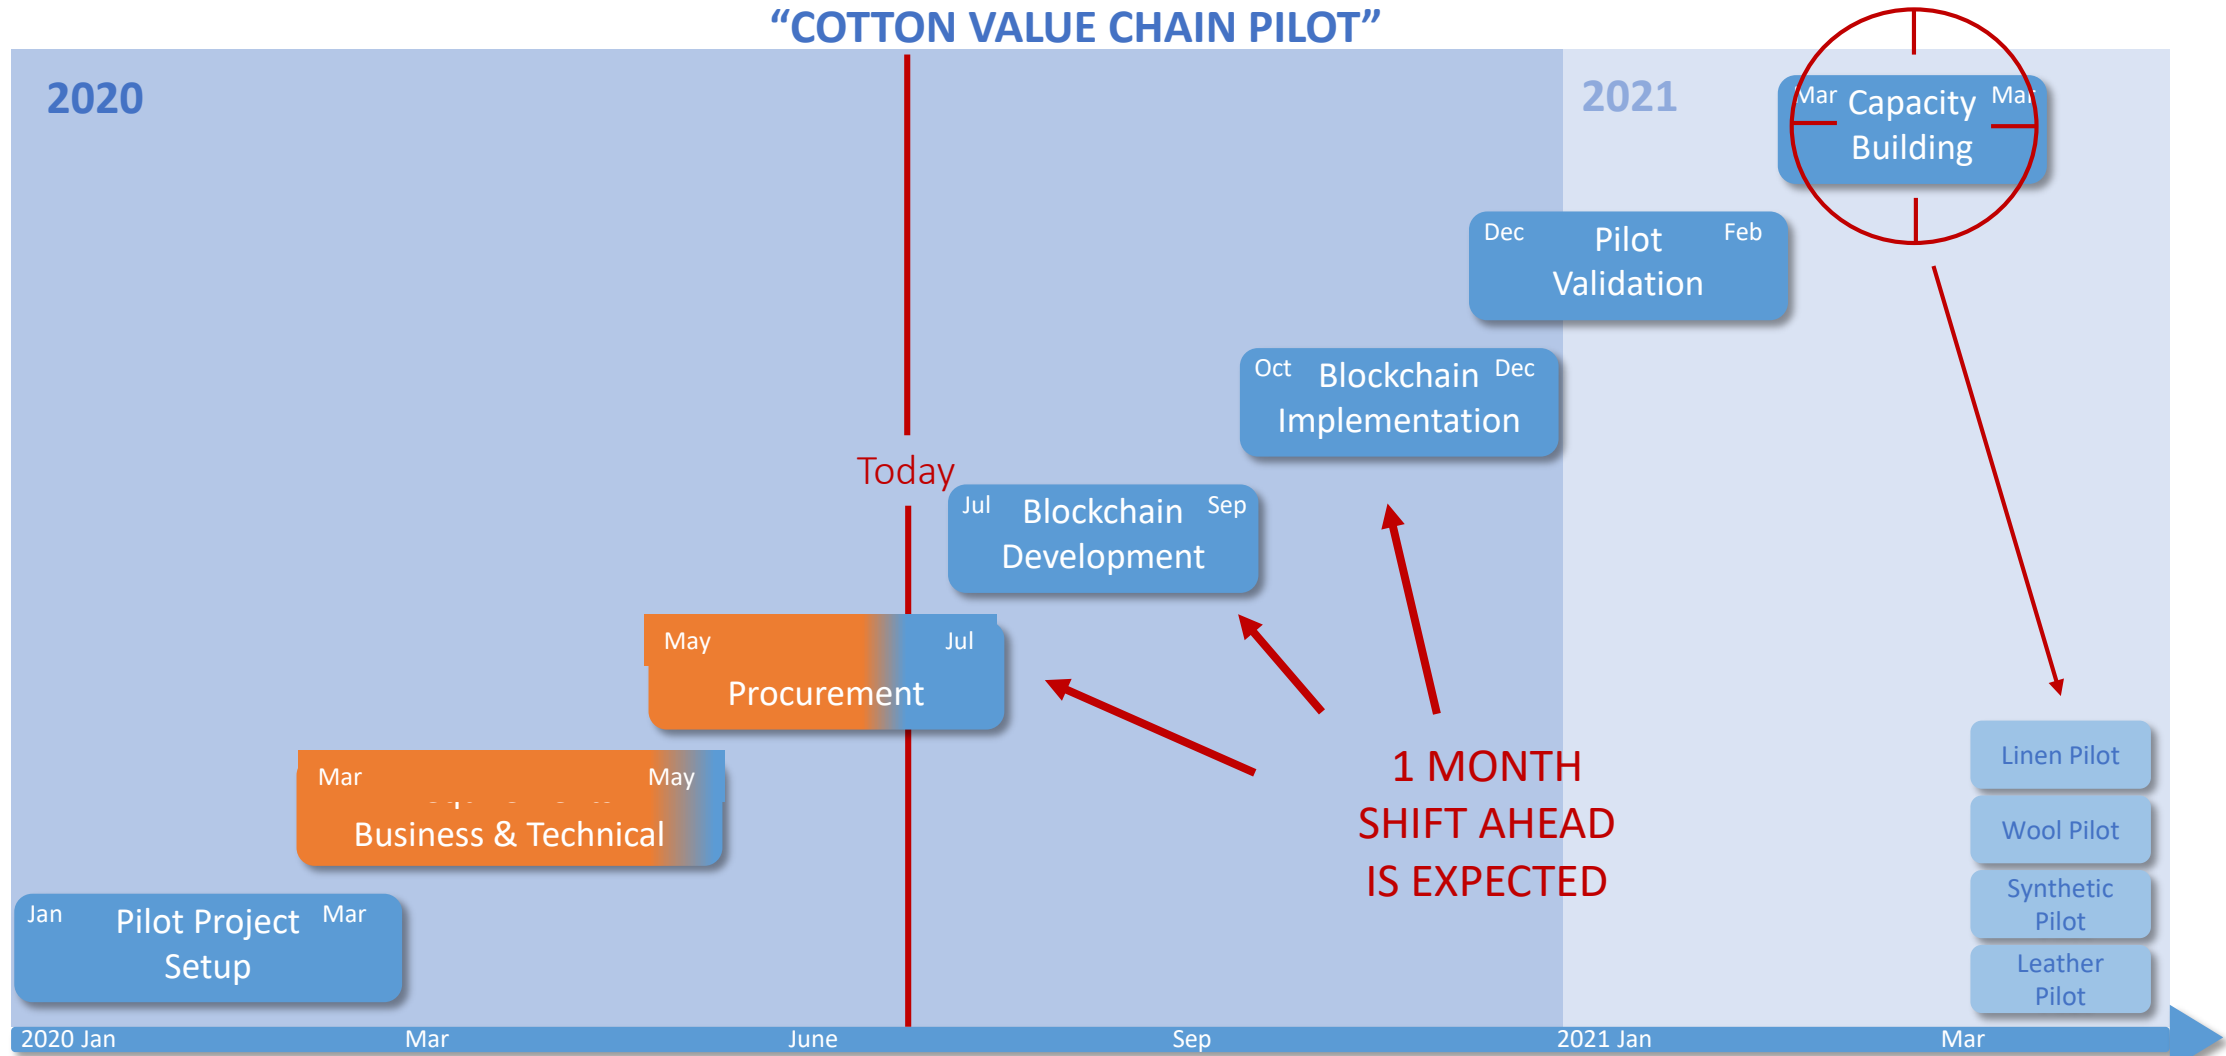 “COTTON VALUE CHAIN PILOT”
2020
2021
Mar
Capacity
Building
Mar
Dec
Pilot
Validation
Feb
Oct
Blockchain
Implementation
Dec
Today
Jul
Blockchain
Development
Sep
May
Jul
Procurement
Mar
May
Business & Technical
1 MONTH
SHIFT AHEAD
IS EXPECTED
Jan
Pilot Project
Setup
Mar
Linen Pilot
Wool Pilot
Synthetic
Pilot
Leather
Pilot
2020 Jan
Mar
June
Sep
2021 Jan
Mar